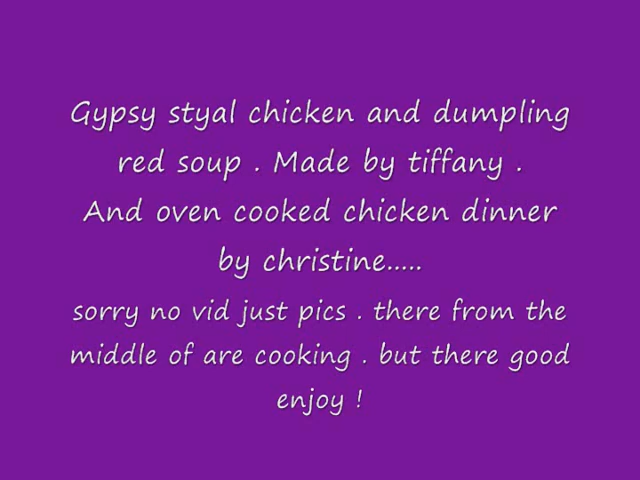 Gypsy styal chicken and dumpling
red soup . Made by tiffany .
And oven cooked chicken dinner
by christine.....
sorry no vid just pics . there from the
middle of are cooking . but there good
enjoy !